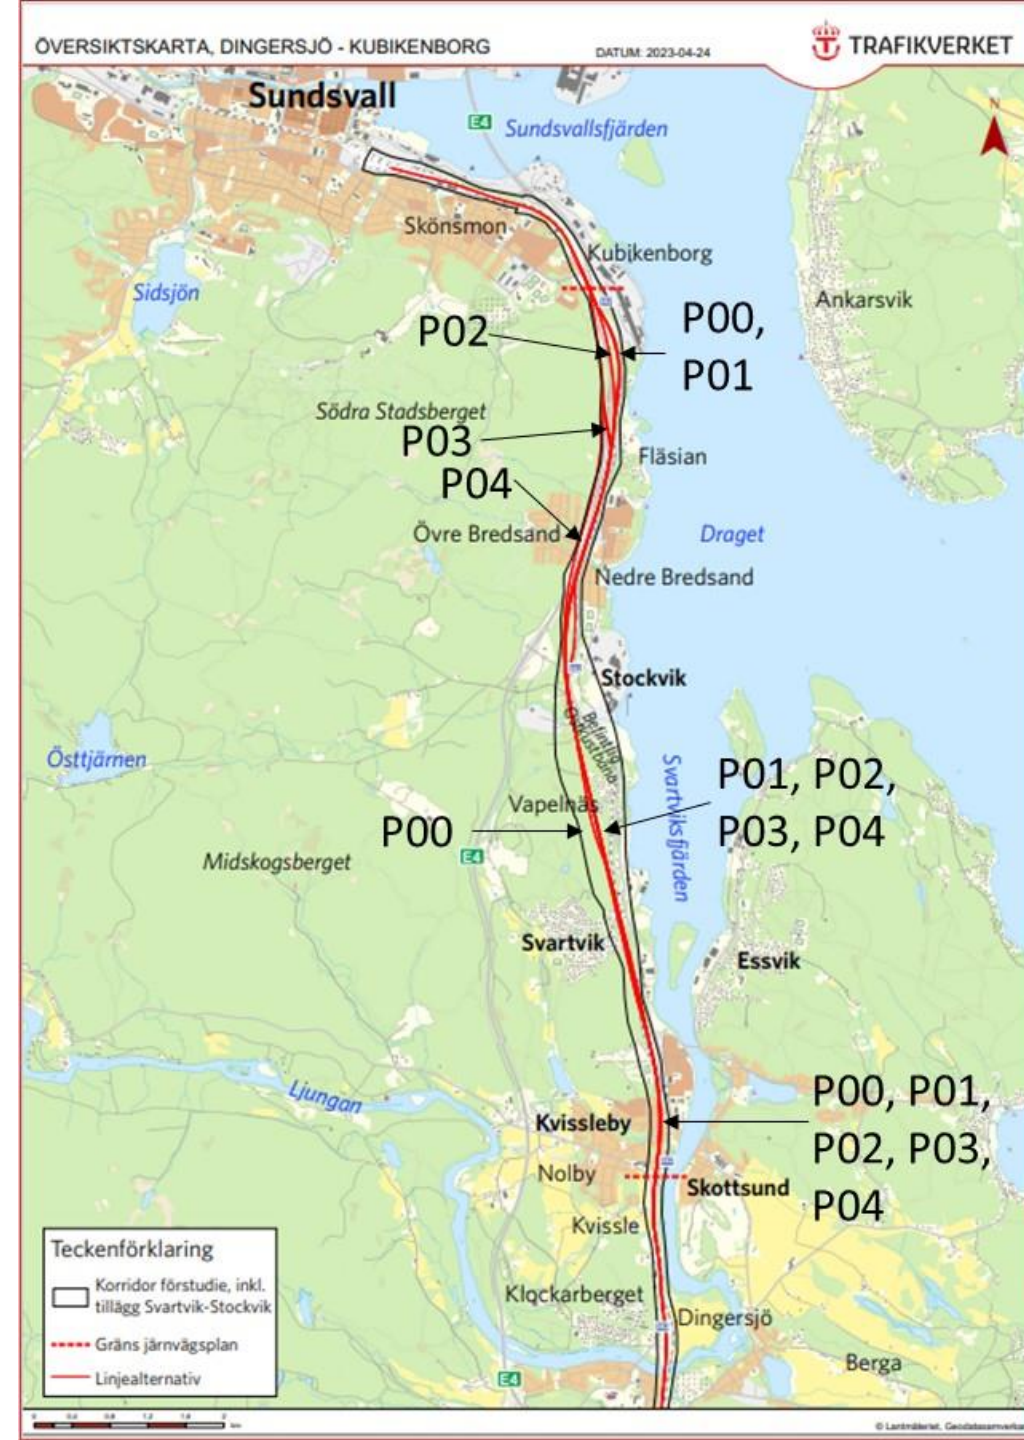 ÖVERSIKTSKARTA, DINGERSJÖ - KUBIKENBORG
DATUM: 2023-04-24
TRAFIKVERKET
Sundsvall
E4
Sundsvallsfjärden
N
Skönsmon
Kubikenborg
Sidsjön
Ankarsvik
P02
P00,
P01
Södra Stadsberget
P03
Fläsian
P04
Övre Bredsand
Draget
Nedre Bredsand
Stockvik
Befintlig
Ostkustbana
Östtjärnen
Svartviksfjärden
P01, P02,
P03, P04
Vapelnäs
P00
E4
Midskogsberget
Svartvik
Essvik
Ljungan
P00, P01,
P02, P03,
P04
Kvissleby
Nolby
Skottsund
Kvissle
Klockarberget
Dingersjö
Berga
E4
Teckenförklaring
Korridor förstudie, inkl.
tillägg Svartvik-Stockvik
Gräns järnvägsplan
Linjealternativ
© Lantmäteriet, Geodatasamverkan